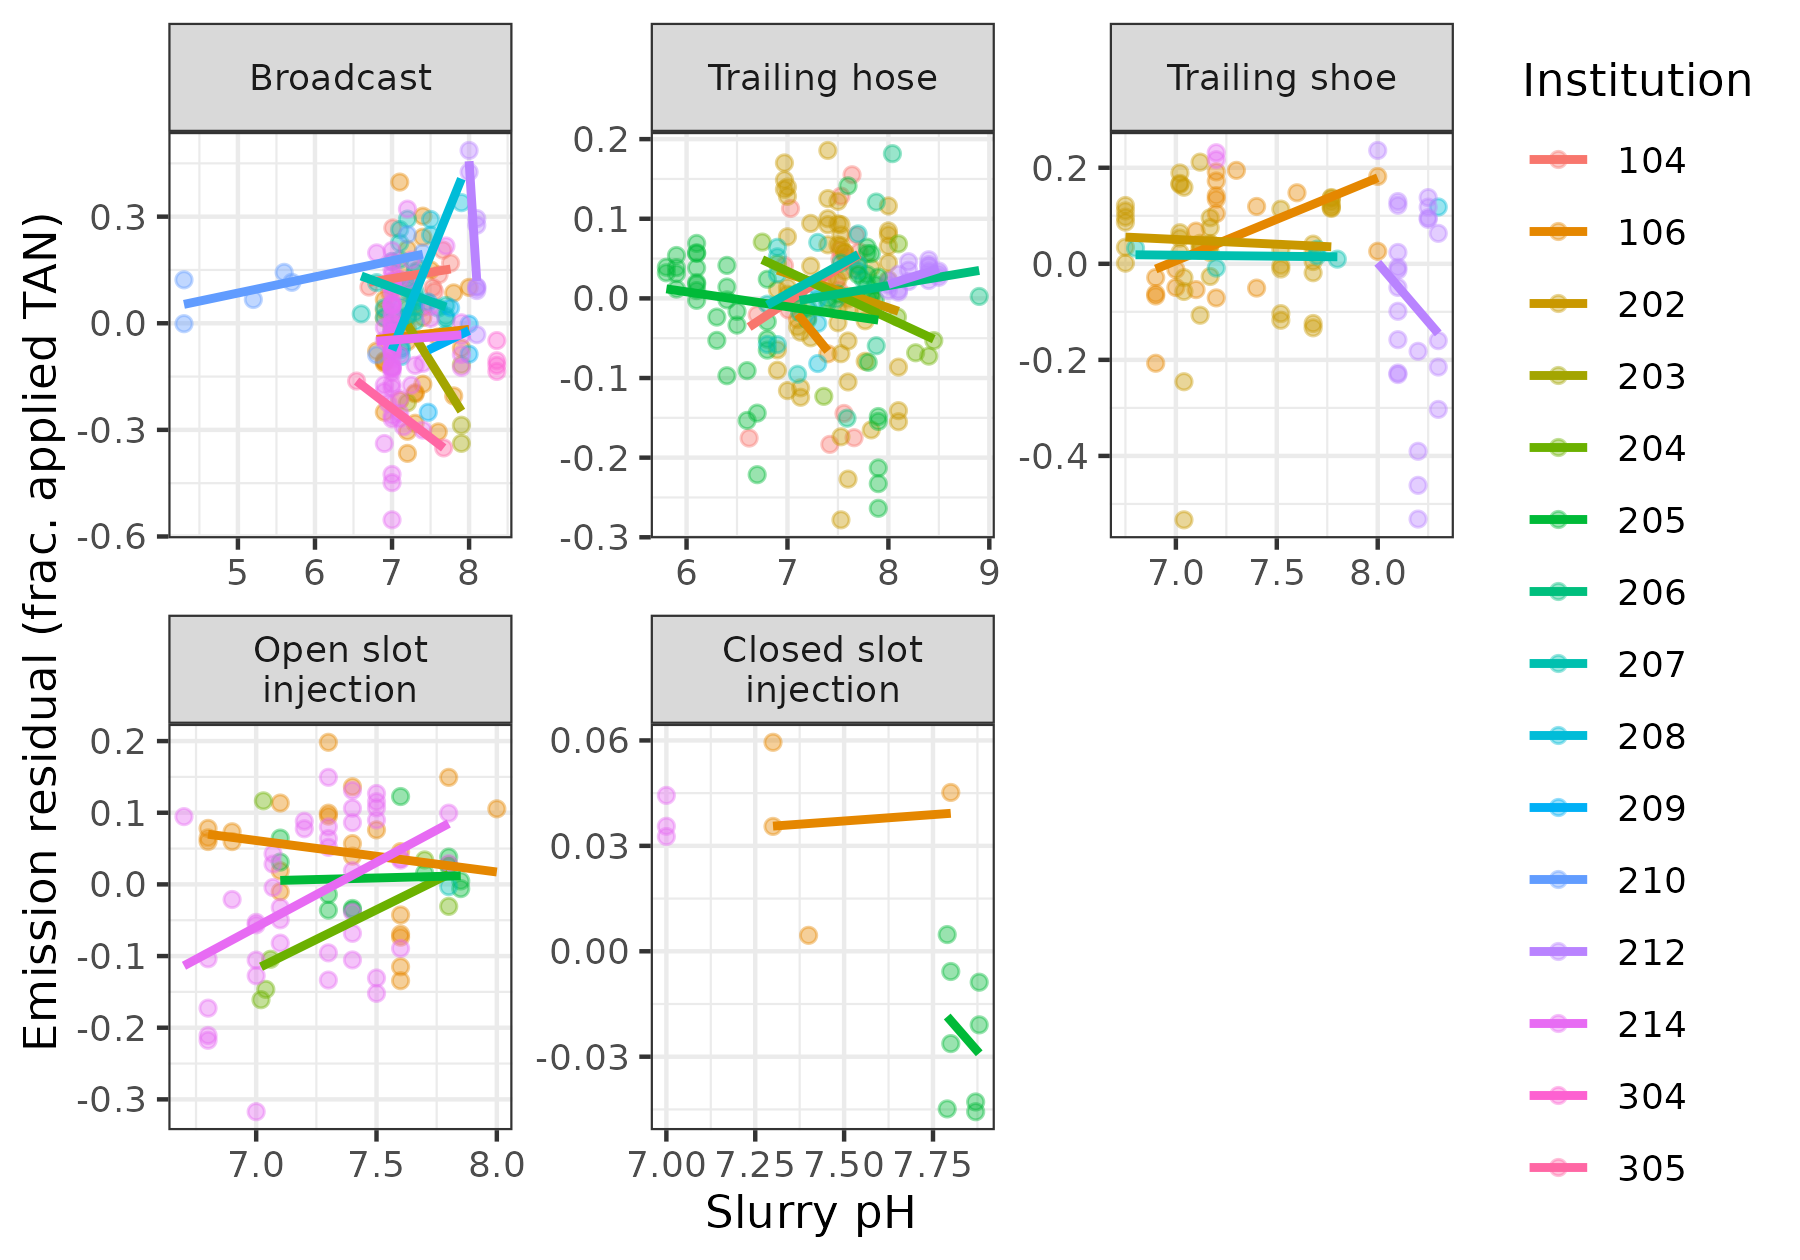 Broadcast
Trailing hose
Trailing shoe
Institution
104
106
202
203
204
205
206
207
208
209
210
212
214
304
305
Emission residual (frac. applied TAN)
0.3
0.0
-0.3
-0.6
5 6 7 8
0.2
0.1
0.0
-0.1
-0.2
-0.3
6 7 8 9
0.2
0.0
-0.2
-0.4
7.0 7.5 8.0
Open slot
injection
0.2
0.1
0.0
-0.1
-0.2
-0.3
7.0 7.5 8.0
Closed slot
injection
0.06
0.03
0.00
-0.03
7.00 7.25 7.50 7.75
Slurry pH